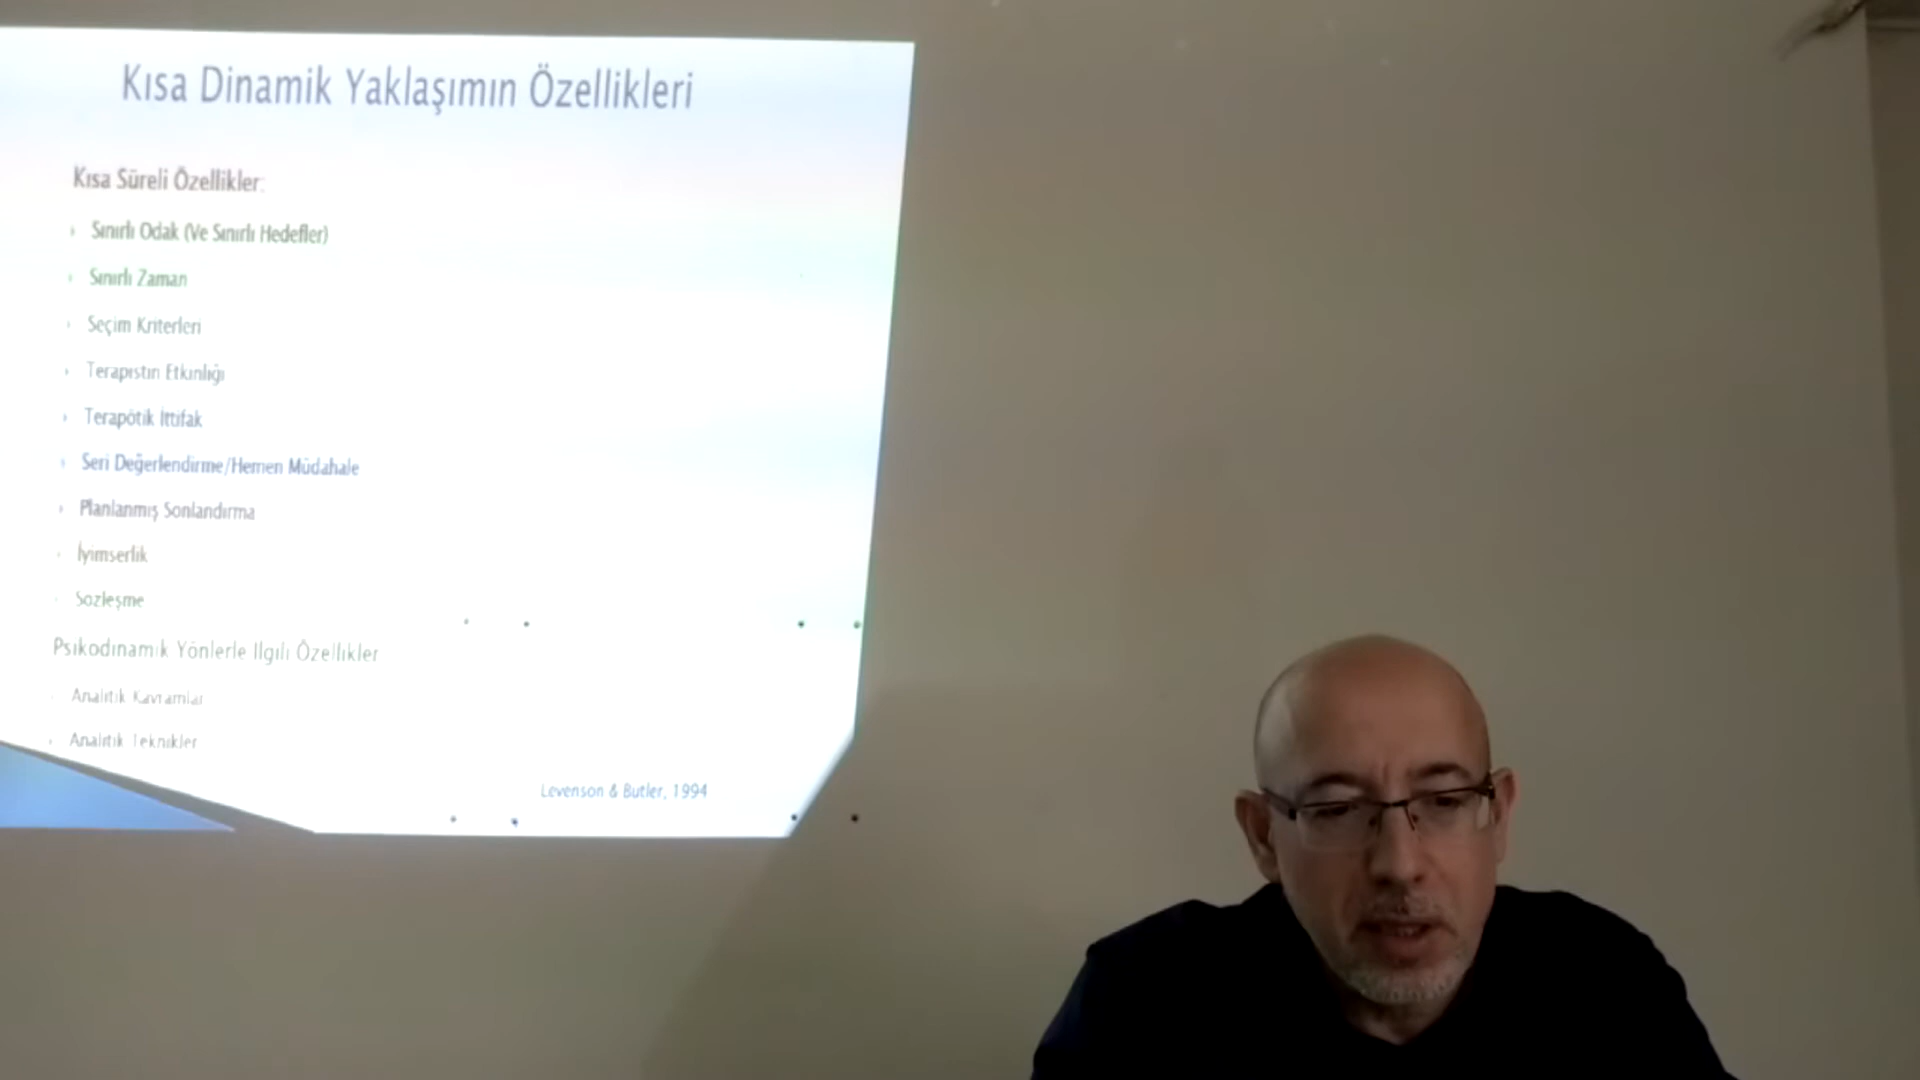 Kısa Dinamik Yaklaşımın Özellikleri
Kısa Süreli Özellikler:
Sınırlı Odak (Ve Sınırlı Hedefler)
Sınırlı Zaman
Seçim Kriterleri
Terapistin Etkinliği
Terapötik İttifak
Seri Değerlendirme/Hemen Müdahale
Planlanmış Sonlandırma
İyimserlik
Sözleşme
Psikodinamik Yönlerle İlgili Özellikler
Analitik Kavramlar
Analitik Teknikler
Levenson & Butler, 1994